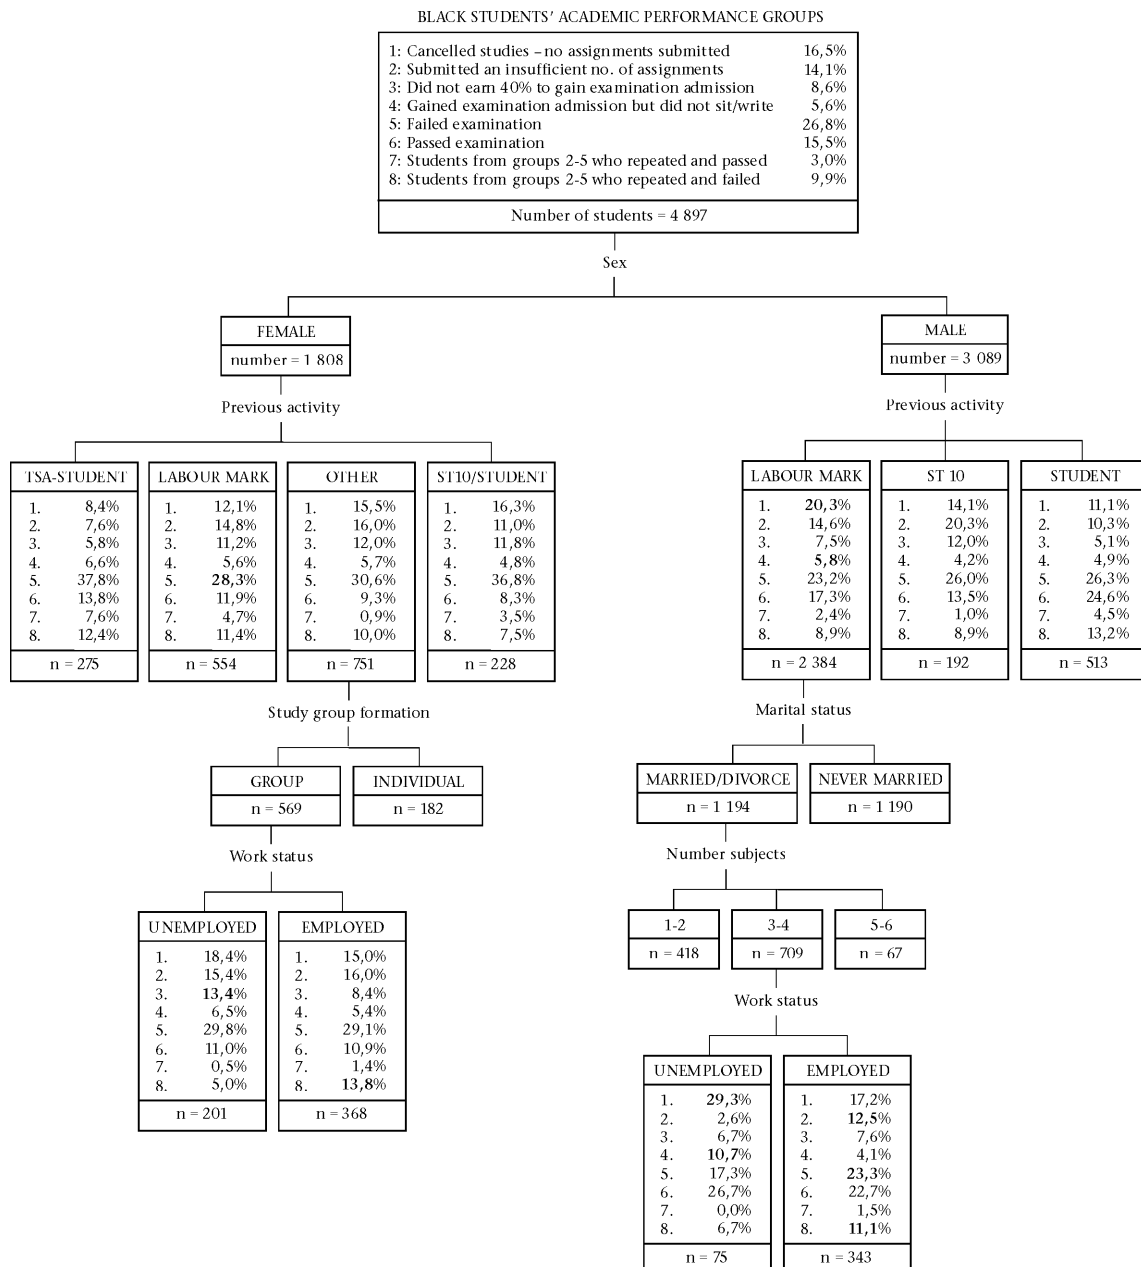 BLACK STUDENTS' ACADEMIC PERFORMANCE GROUPS
1: Cancelled studies – no assignments submitted 16,5%
2: Submitted an insufficient no. of assignments 14,1%
3: Did not earn 40% to gain examination admission 8,6%
4: Gained examination admission but did not sit/write 5,6%
5: Failed examination 26,8%
6: Passed examination 15,5%
7: Students from groups 2-5 who repeated and passed 3,0%
8: Students from groups 2-5 who repeated and failed 9,9%
Number of students = 4 897
Sex
FEMALE
number = 1 808
Previous activity
TSA-STUDENT
1. 8,4%
2. 7,6%
3. 5,8%
4. 6,6%
5. 37,8%
6. 13,8%
7. 7,6%
8. 12,4%
n = 275
LABOUR MARK
1. 12,1%
2. 14,8%
3. 11,2%
4. 5,6%
5. 28,3%
6. 11,9%
7. 4,7%
8. 11,4%
n = 554
OTHER
1. 15,5%
2. 16,0%
3. 12,0%
4. 5,7%
5. 30,6%
6. 9,3%
7. 0,9%
8. 10,0%
n = 751
ST10/STUDENT
1. 16,3%
2. 11,0%
3. 11,8%
4. 4,8%
5. 36,8%
6. 8,3%
7. 3,5%
8. 7,5%
n = 228
Study group formation
GROUP
n = 569
INDIVIDUAL
n = 182
Work status
UNEMPLOYED
1. 18,4%
2. 15,4%
3. 13,4%
4. 6,5%
5. 29,8%
6. 11,0%
7. 0,5%
8. 5,0%
n = 201
EMPLOYED
1. 15,0%
2. 16,0%
3. 8,4%
4. 5,4%
5. 29,1%
6. 10,9%
7. 1,4%
8. 13,8%
n = 368
MALE
number = 3 089
Previous activity
LABOUR MARK
1. 20,3%
2. 14,6%
3. 7,5%
4. 5,8%
5. 23,2%
6. 17,3%
7. 2,4%
8. 8,9%
n = 2 384
ST 10
1. 14,1%
2. 20,3%
3. 12,0%
4. 4,2%
5. 26,0%
6. 13,5%
7. 1,0%
8. 8,9%
n = 192
STUDENT
1. 11,1%
2. 10,3%
3. 5,1%
4. 4,9%
5. 26,3%
6. 24,6%
7. 4,5%
8. 13,2%
n = 513
Marital status
MARRIED/DIVORCE
n = 1 194
NEVER MARRIED
n = 1 190
Number subjects
1-2
n = 418
3-4
n = 709
5-6
n = 67
Work status
UNEMPLOYED
1. 29,3%
2. 2,6%
3. 6,7%
4. 10,7%
5. 17,3%
6. 26,7%
7. 0,0%
8. 6,7%
n = 75
EMPLOYED
1. 17,2%
2. 12,5%
3. 7,6%
4. 4,1%
5. 23,3%
6. 22,7%
7. 1,5%
8. 11,1%
n = 343